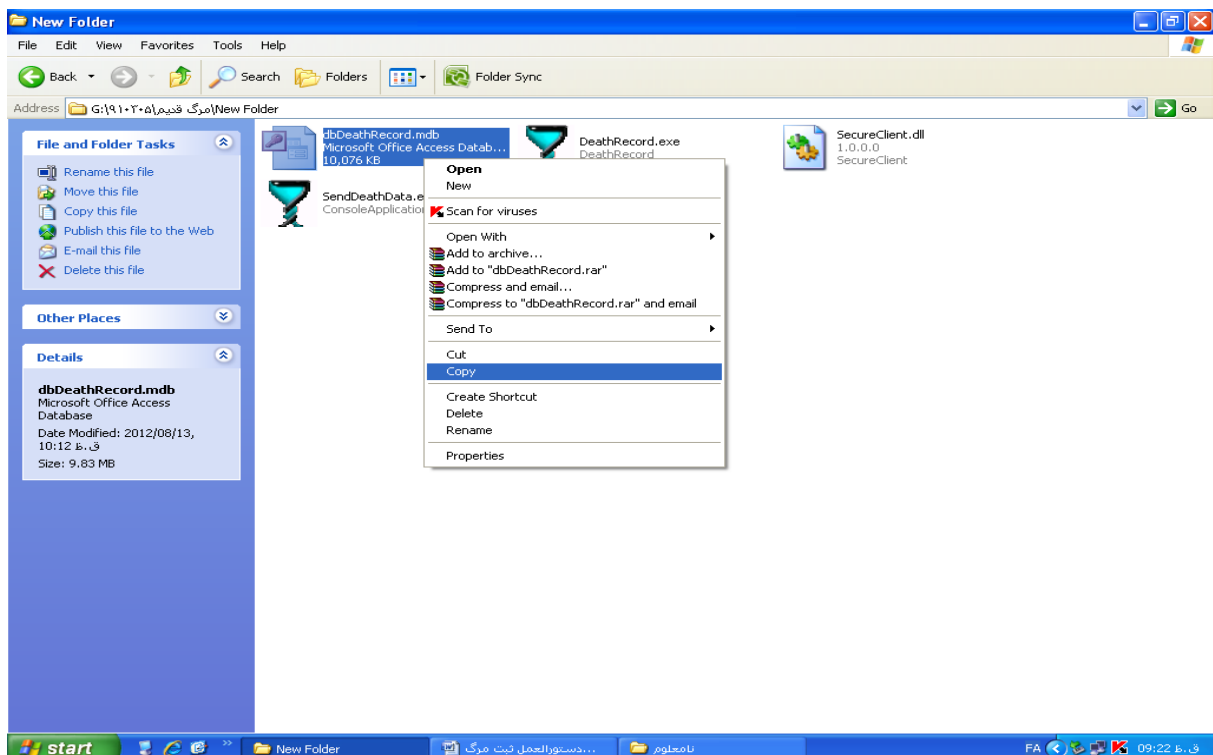 New Folder
File Edit View Favorites Tools Help
Back Search Folders Folder Sync
Address G:\۹۱۰۳۰۵\مرگ قدیم\New Folder Go
File and Folder Tasks
Rename this file
Move this file
Copy this file
Publish this file to the Web
E-mail this file
Delete this file
Other Places
Details
dbDeathRecord.mdb
Microsoft Office Access
Database
Date Modified: 2012/08/13,
10:12 ق.ظ
Size: 9.83 MB
dbDeathRecord.mdb
Microsoft Office Access Datab...
10,076 KB
DeathRecord.exe
DeathRecord
SecureClient.dll
1.0.0.0
SecureClient
SendDeathData.e
ConsoleApplication
Open
New
Scan for viruses
Open With
Add to archive...
Add to "dbDeathRecord.rar"
Compress and email...
Compress to "dbDeathRecord.rar" and email
Send To
Cut
Copy
Create Shortcut
Delete
Rename
Properties
start
New Folder
دستورالعمل ثبت مرگ...
نامعلوم
FA
09:22 ق.ظ